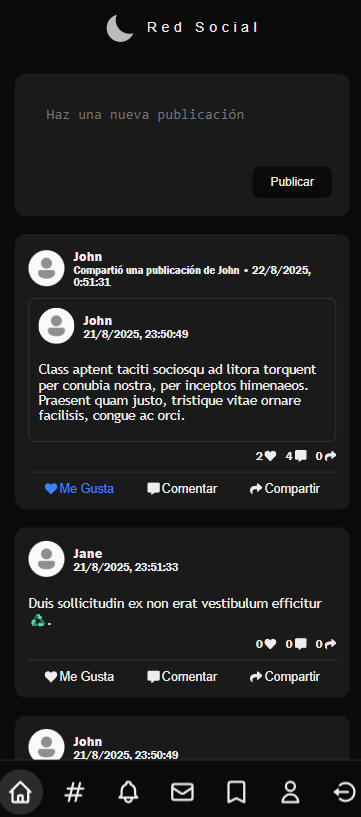 Red Social
Haz una nueva publicación
Publicar
John
Compartió una publicación de John • 22/8/2025,
0:51:31
John
21/8/2025, 23:50:49
Class aptent taciti sociosqu ad litora torquent
per conubia nostra, per inceptos himenaeos.
Praesent quam justo, tristique vitae ornare
facilisis, congue ac orci.
2 4 0
Me Gusta Comentar Compartir
Jane
21/8/2025, 23:51:33
Duis sollicitudin ex non erat vestibulum efficitur
♻️.
0 0 0
Me Gusta Comentar Compartir
John
21/8/2025, 23:50:49